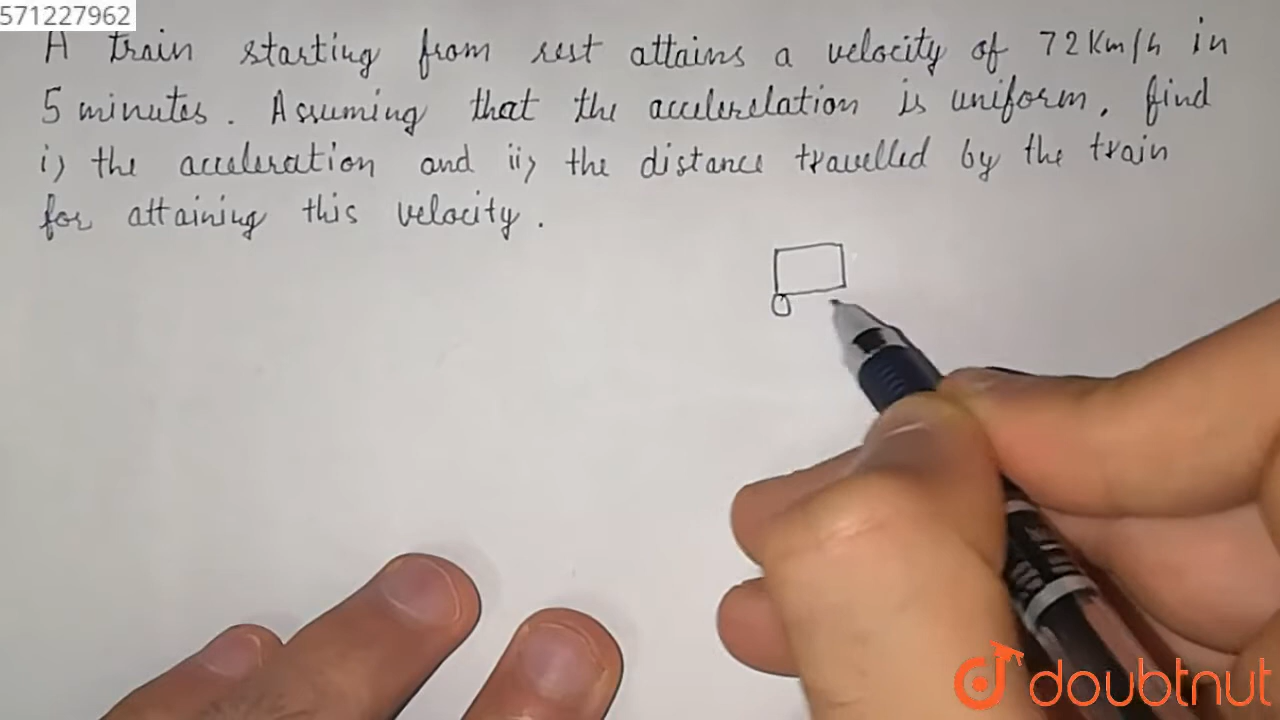 571227962
A train starting from rest attains a velocity of 72 Km/h in
5 minutes. Assuming that the accelerelation is uniform, find
i) the acceleration and ii) the distance travelled by the train
for attaining this velocity.
doubtnut